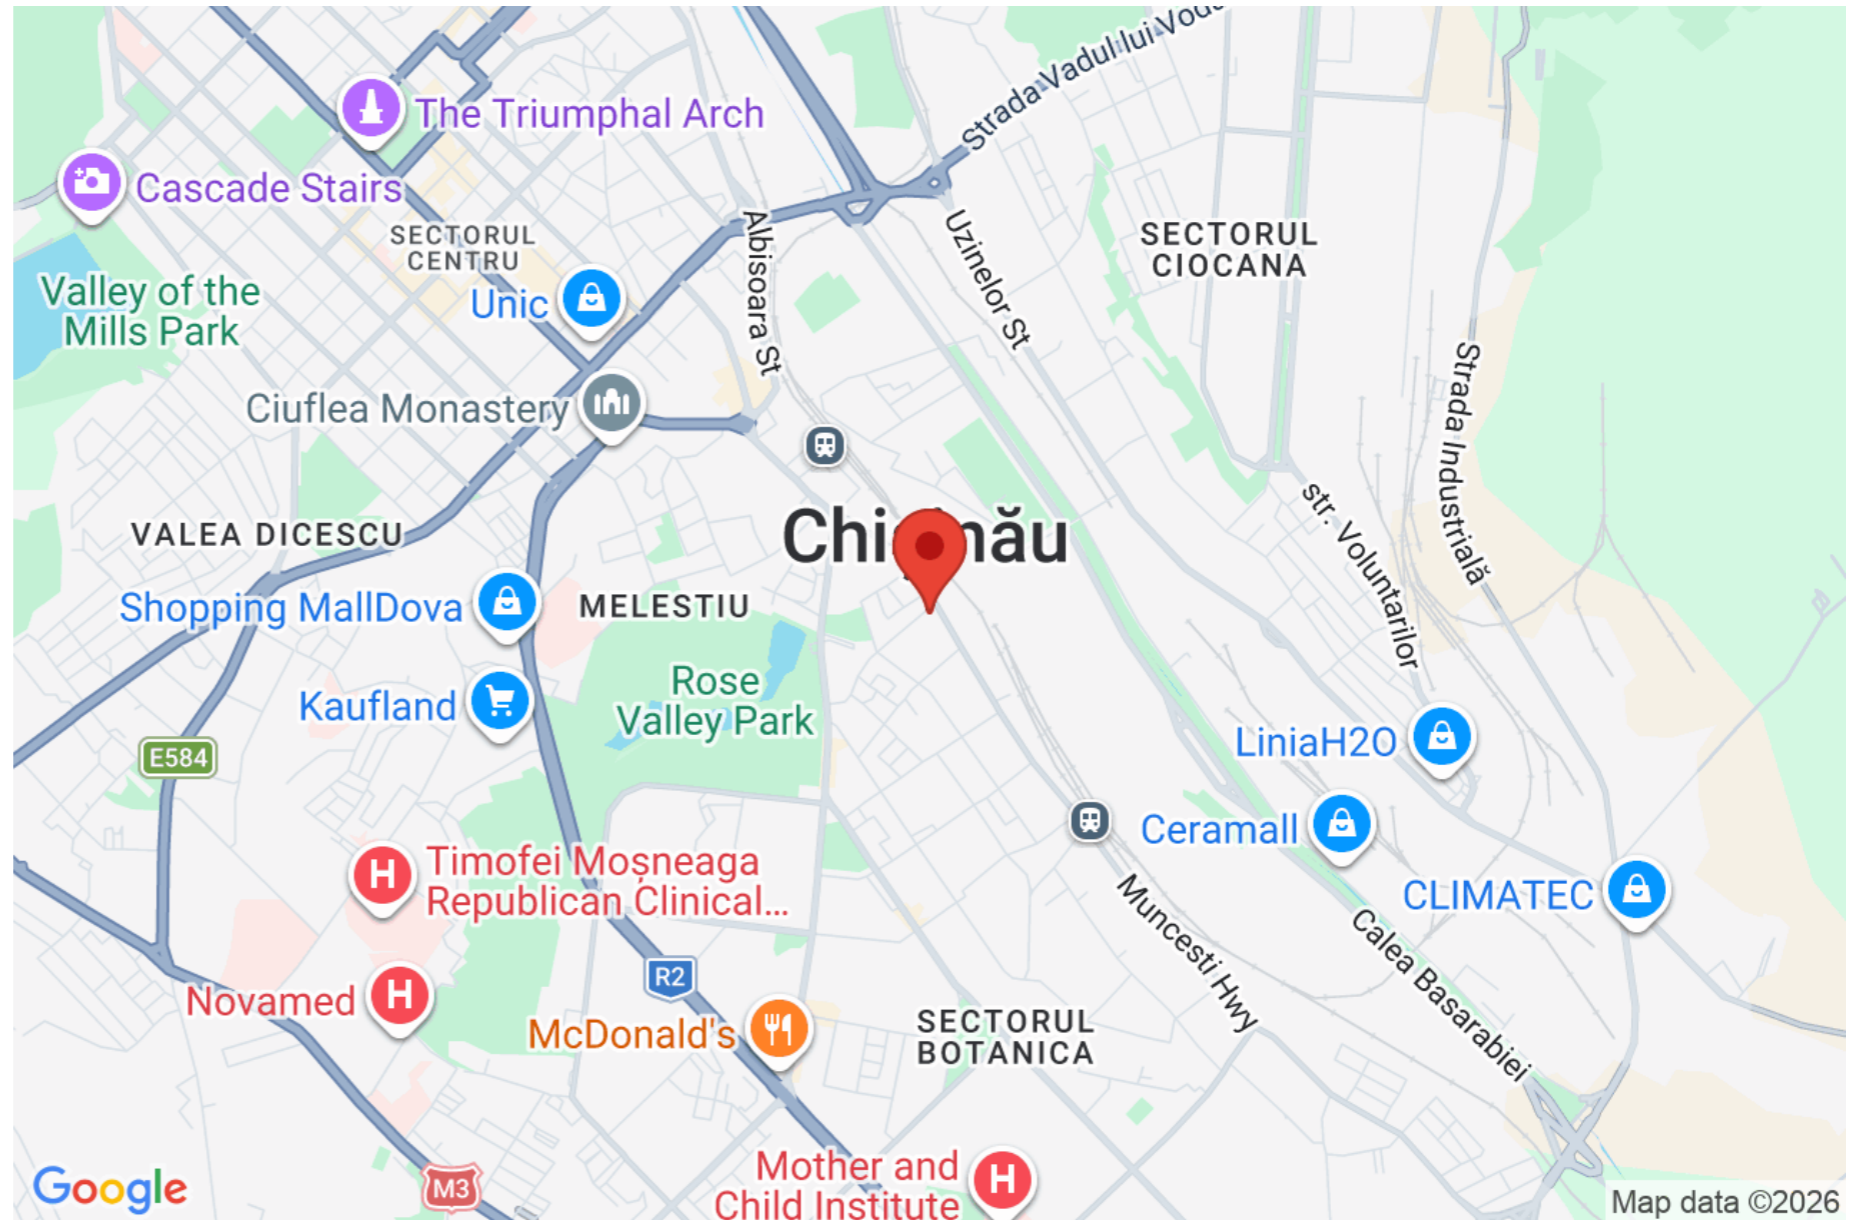 Strada Vadul lui Vodă
The Triumphal Arch
Cascade Stairs
SECTORUL
CENTRU
Albisoara St
Uzinelor St
SECTORUL
CIOCANA
Valley of the
Mills Park
Unic
Strada Industrială
Ciuflea Monastery
str. Voluntarilor
VALEA DICESCU
Chișinău
Shopping MallDova
MELESTIU
Rose
Valley Park
Kaufland
E584
LiniaH2O
Ceramall
Timofei Moșneaga
Republican Clinical...
CLIMATEC
Muncesti Hwy
Calea Basarabiei
R2
Novamed
McDonald's
SECTORUL
BOTANICA
Mother and
Child Institute
M3
Google
Map data ©2026